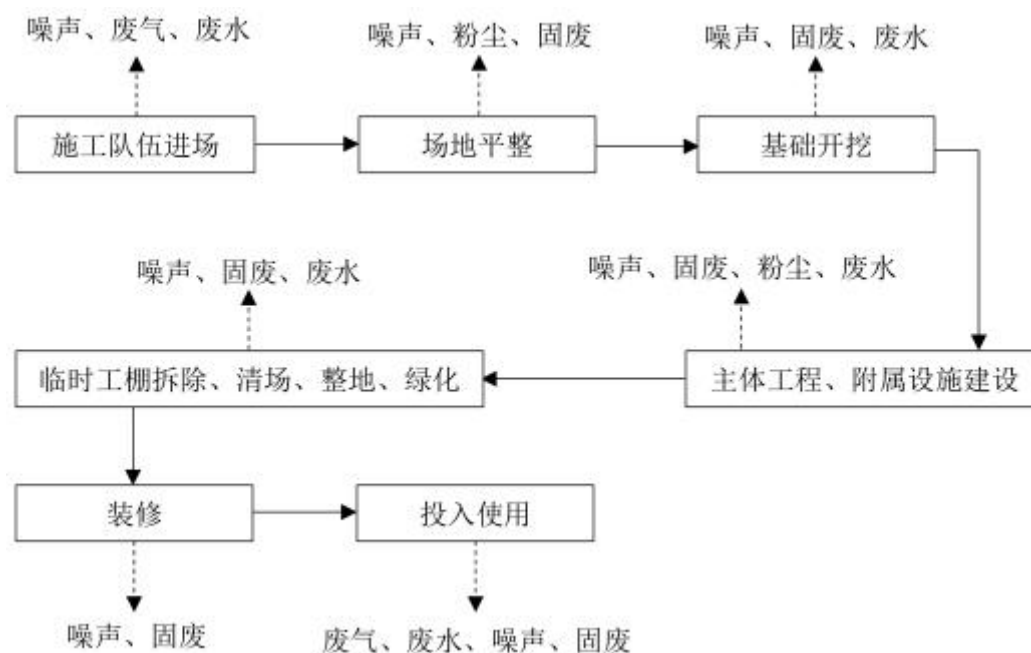 噪声、废气、废水
噪声、粉尘、固废
噪声、固废、废水
施工队伍进场
场地平整
基础开挖
噪声、固废、废水
噪声、固废、粉尘、废水
临时工棚拆除、清场、整地、绿化
主体工程、附属设施建设
装修
投入使用
噪声、固废
废气、废水、噪声、固废